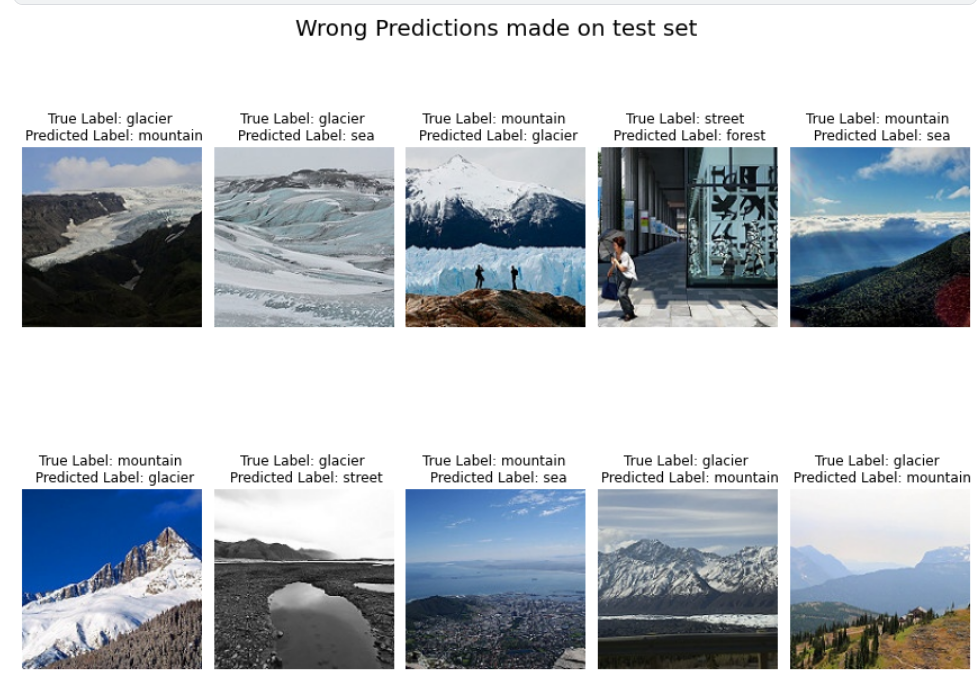 Wrong Predictions made on test set
True Label: glacier
Predicted Label: mountain
True Label: glacier
Predicted Label: sea
True Label: mountain
Predicted Label: glacier
True Label: street
Predicted Label: forest
True Label: mountain
Predicted Label: sea
True Label: mountain
Predicted Label: glacier
True Label: glacier
Predicted Label: street
True Label: mountain
Predicted Label: sea
True Label: glacier
Predicted Label: mountain
True Label: glacier
Predicted Label: mountain